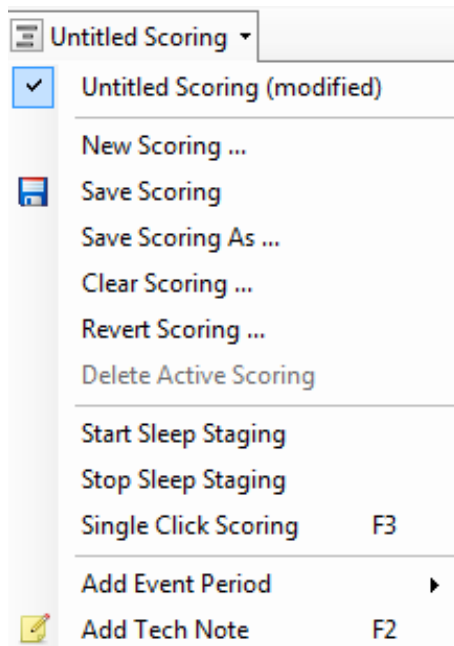 Untitled Scoring
Untitled Scoring (modified)
New Scoring ...
Save Scoring
Save Scoring As ...
Clear Scoring ...
Revert Scoring ...
Delete Active Scoring
Start Sleep Staging
Stop Sleep Staging
Single Click Scoring F3
Add Event Period
Add Tech Note F2